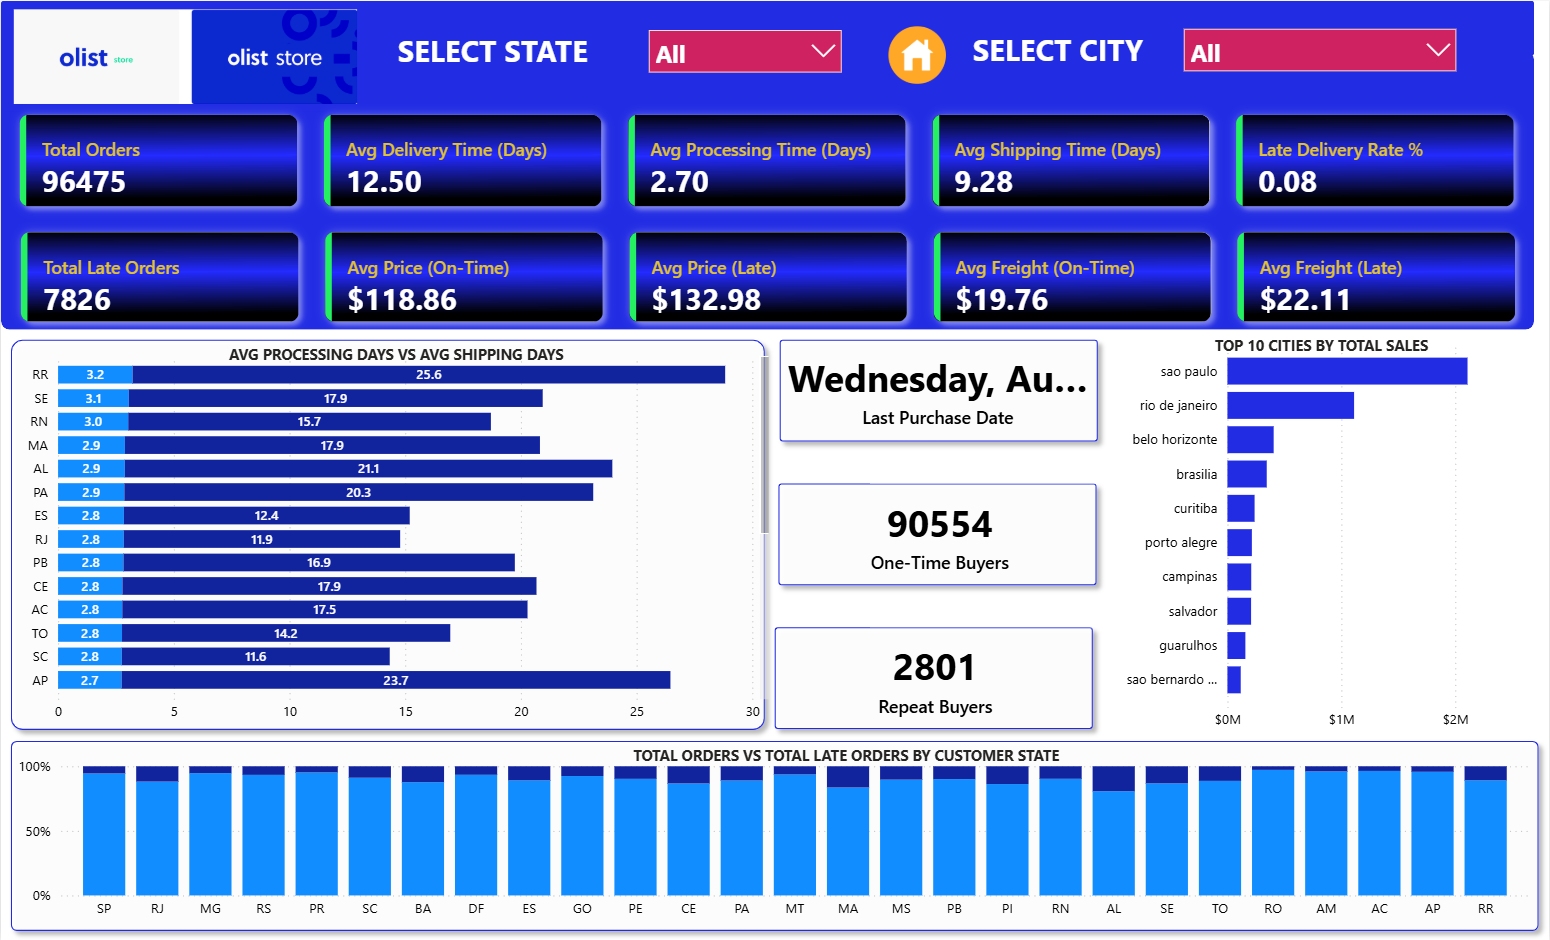 olist store
olist store
SELECT STATE
All
SELECT CITY
All
Total Orders
96475
Avg Delivery Time (Days)
12.50
Avg Processing Time (Days)
2.70
Avg Shipping Time (Days)
9.28
Late Delivery Rate %
0.08
Total Late Orders
7826
Avg Price (On-Time)
$118.86
Avg Price (Late)
$132.98
Avg Freight (On-Time)
$19.76
Avg Freight (Late)
$22.11
AVG PROCESSING DAYS VS AVG SHIPPING DAYS
RR 3.2 25.6
SE 3.1 17.9
RN 3.0 15.7
MA 2.9 17.9
AL 2.9 21.1
PA 2.9 20.3
ES 2.8 12.4
RJ 2.8 11.9
PB 2.8 16.9
CE 2.8 17.9
AC 2.8 17.5
TO 2.8 14.2
SC 2.8 11.6
AP 2.7 23.7
0 5 10 15 20 25 30
Wednesday, Au...
Last Purchase Date
90554
One-Time Buyers
2801
Repeat Buyers
TOP 10 CITIES BY TOTAL SALES
sao paulo
rio de janeiro
belo horizonte
brasilia
curitiba
porto alegre
campinas
salvador
guarulhos
sao bernardo ...
$0M $1M $2M
TOTAL ORDERS VS TOTAL LATE ORDERS BY CUSTOMER STATE
100%
50%
0%
SP RJ MG RS PR SC BA DF ES GO PE CE PA MT MA MS PB PI RN AL SE TO RO AM AC AP RR